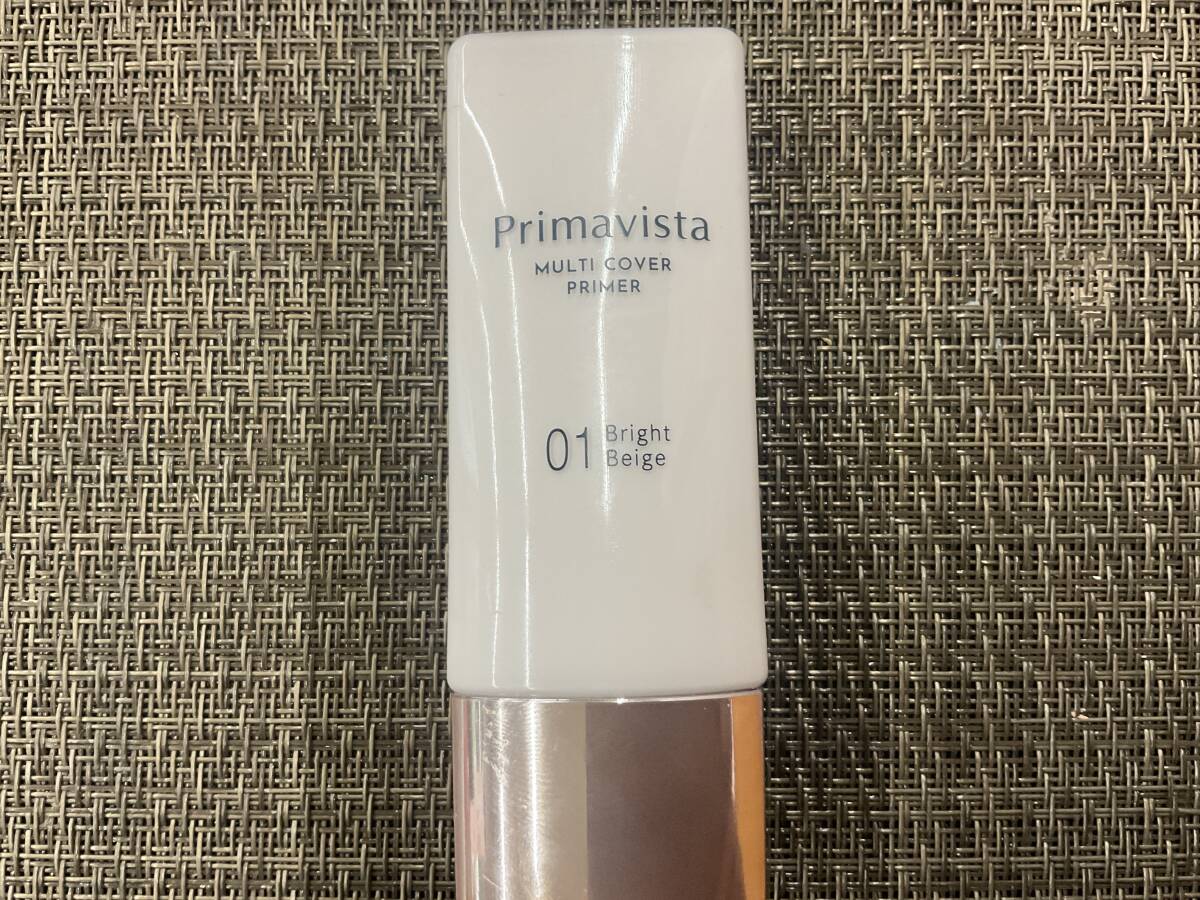 Primavista
MULTI COVER
PRIMER
01 Bright
Beige